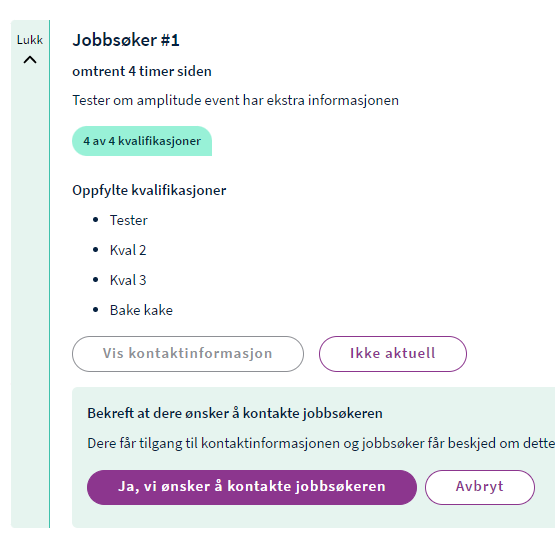 Lukk
Jobbsøker #1
omtrent 4 timer siden
Tester om amplitude event har ekstra informasjonen
4 av 4 kvalifikasjoner
Oppfylte kvalifikasjoner
Tester
Kval 2
Kval 3
Bake kake
Vis kontaktinformasjon
Ikke aktuell
Bekreft at dere ønsker å kontakte jobbsøkeren
Dere får tilgang til kontaktinformasjonen og jobbsøker får beskjed om dette
Ja, vi ønsker å kontakte jobbsøkeren
Avbryt